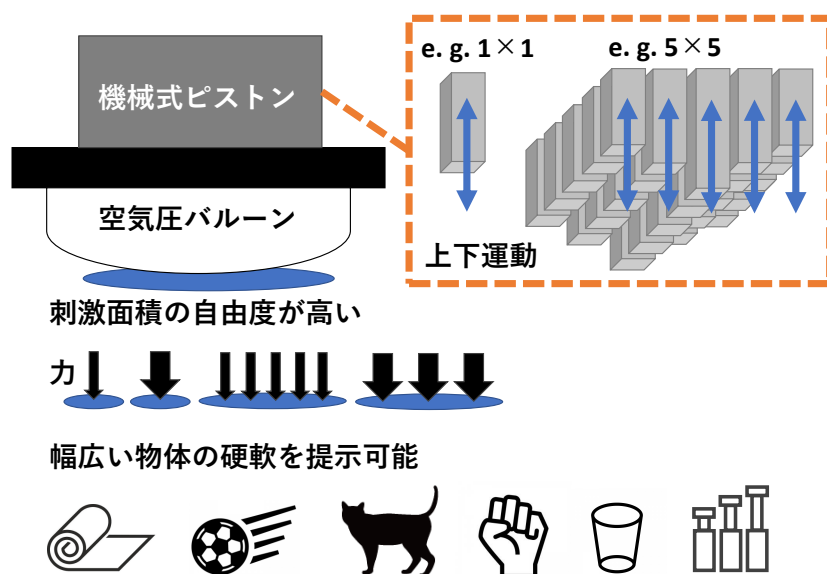 機械式ピストン
空気圧バルーン
e. g. 1×1
e. g. 5×5
上下運動
刺激面積の自由度が高い
力
幅広い物体の硬軟を提示可能